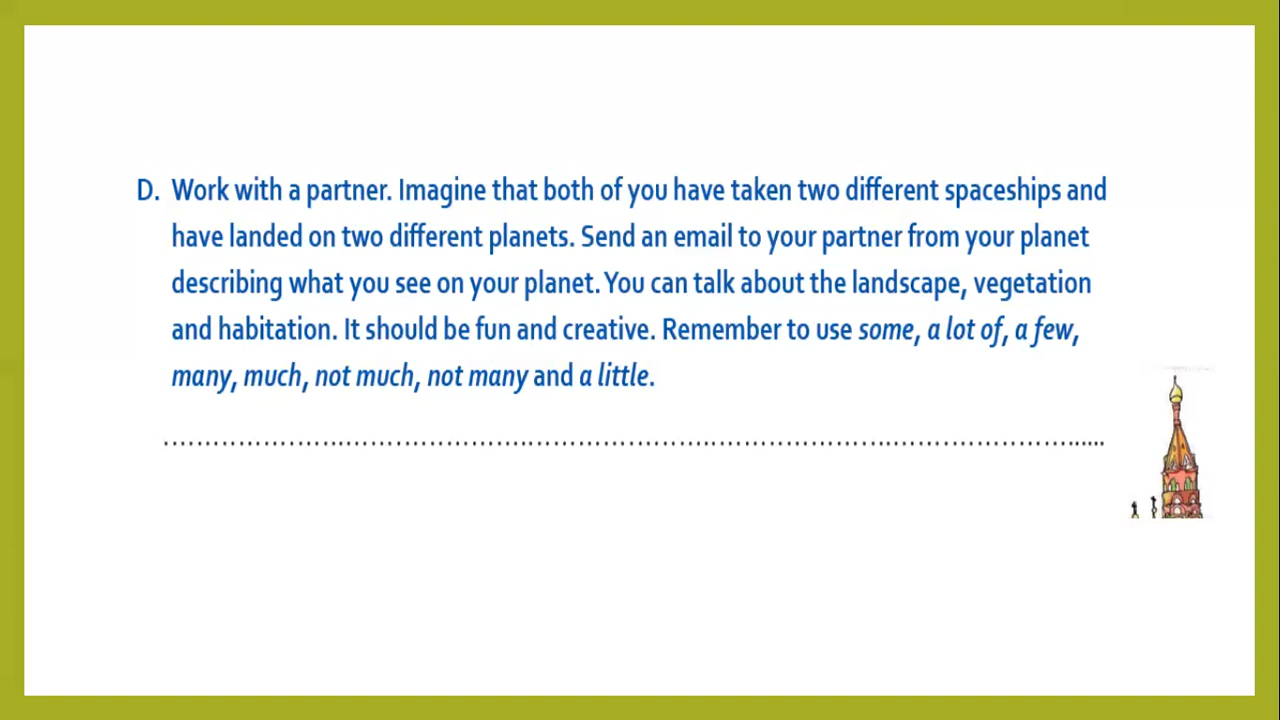 D. Work with a partner. Imagine that both of you have taken two different spaceships and
have landed on two different planets. Send an email to your partner from your planet
describing what you see on your planet. You can talk about the landscape, vegetation
and habitation. It should be fun and creative. Remember to use some, a lot of, a few,
many, much, not much, not many and a little.